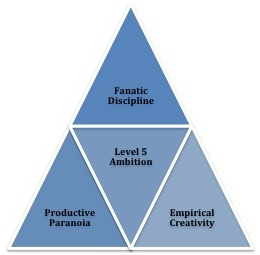 Fanatic
Discipline
Level 5
Ambition
Productive
Paranoia
Empirical
Creativity